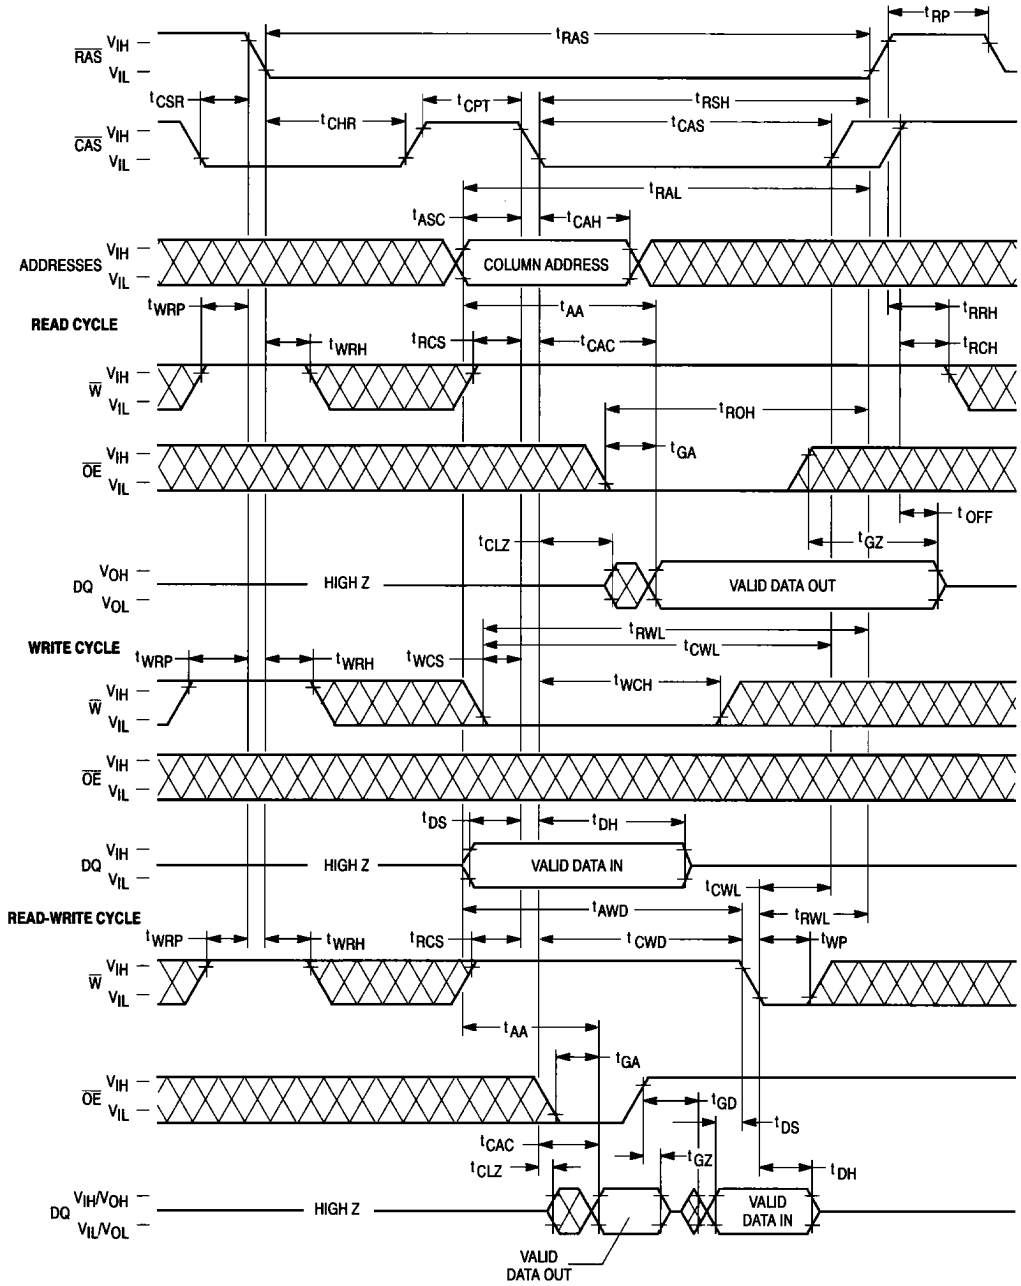 tRP
tRAS
RAS VIH
VIL
tCSR tCPT tRSH
tCHR tCAS
CAS VIH
VIL
tRAL
tASC tCAH
ADDRESSES VIH
VIL
COLUMN ADDRESS
tWRP tAA tRRH
READ CYCLE
tWRH tRCS tCAC tRCH
W VIH
VIL
tROH
tGA
OE VIH
VIL
tOFF
tCLZ tGZ
DQ VOH
VOL
HIGH Z VALID DATA OUT
tRWL
WRITE CYCLE
tCWL
tWRP tWRH tWCS
tWCH
W VIH
VIL
OE VIH
VIL
tDS tDH
DQ VIH
VIL
HIGH Z VALID DATA IN
tCWL
tAWD tRWL
READ-WRITE CYCLE
tWRP tWRH tRCS tCWD tWP
W VIH
VIL
tAA
tGA
OE VIH
VIL
tGD
tDS
tCAC
tCLZ tGZ tDH
DQ VIH/VOH
VIL/VOL
HIGH Z
VALID
DATA IN
VALID
DATA OUT